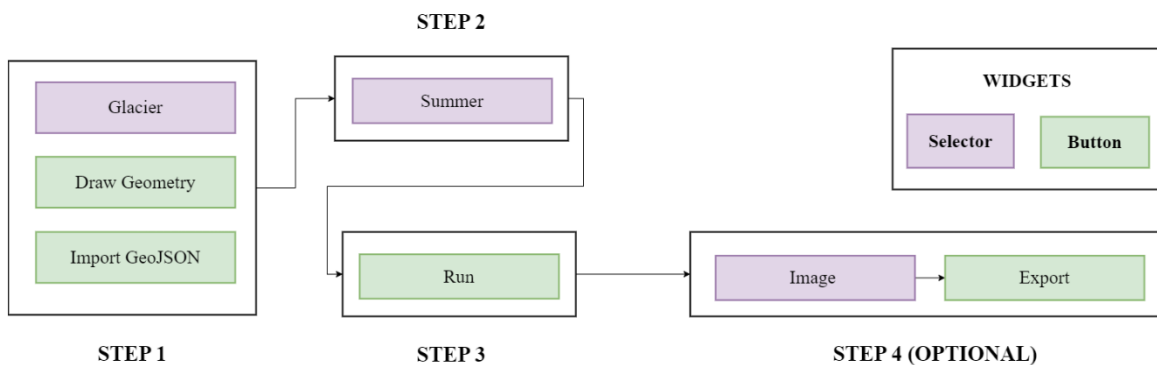 STEP 2
Glacier
Draw Geometry
Import GeoJSON
STEP 1
Summer
Run
STEP 3
WIDGETS
Selector
Button
Image
Export
STEP 4 (OPTIONAL)